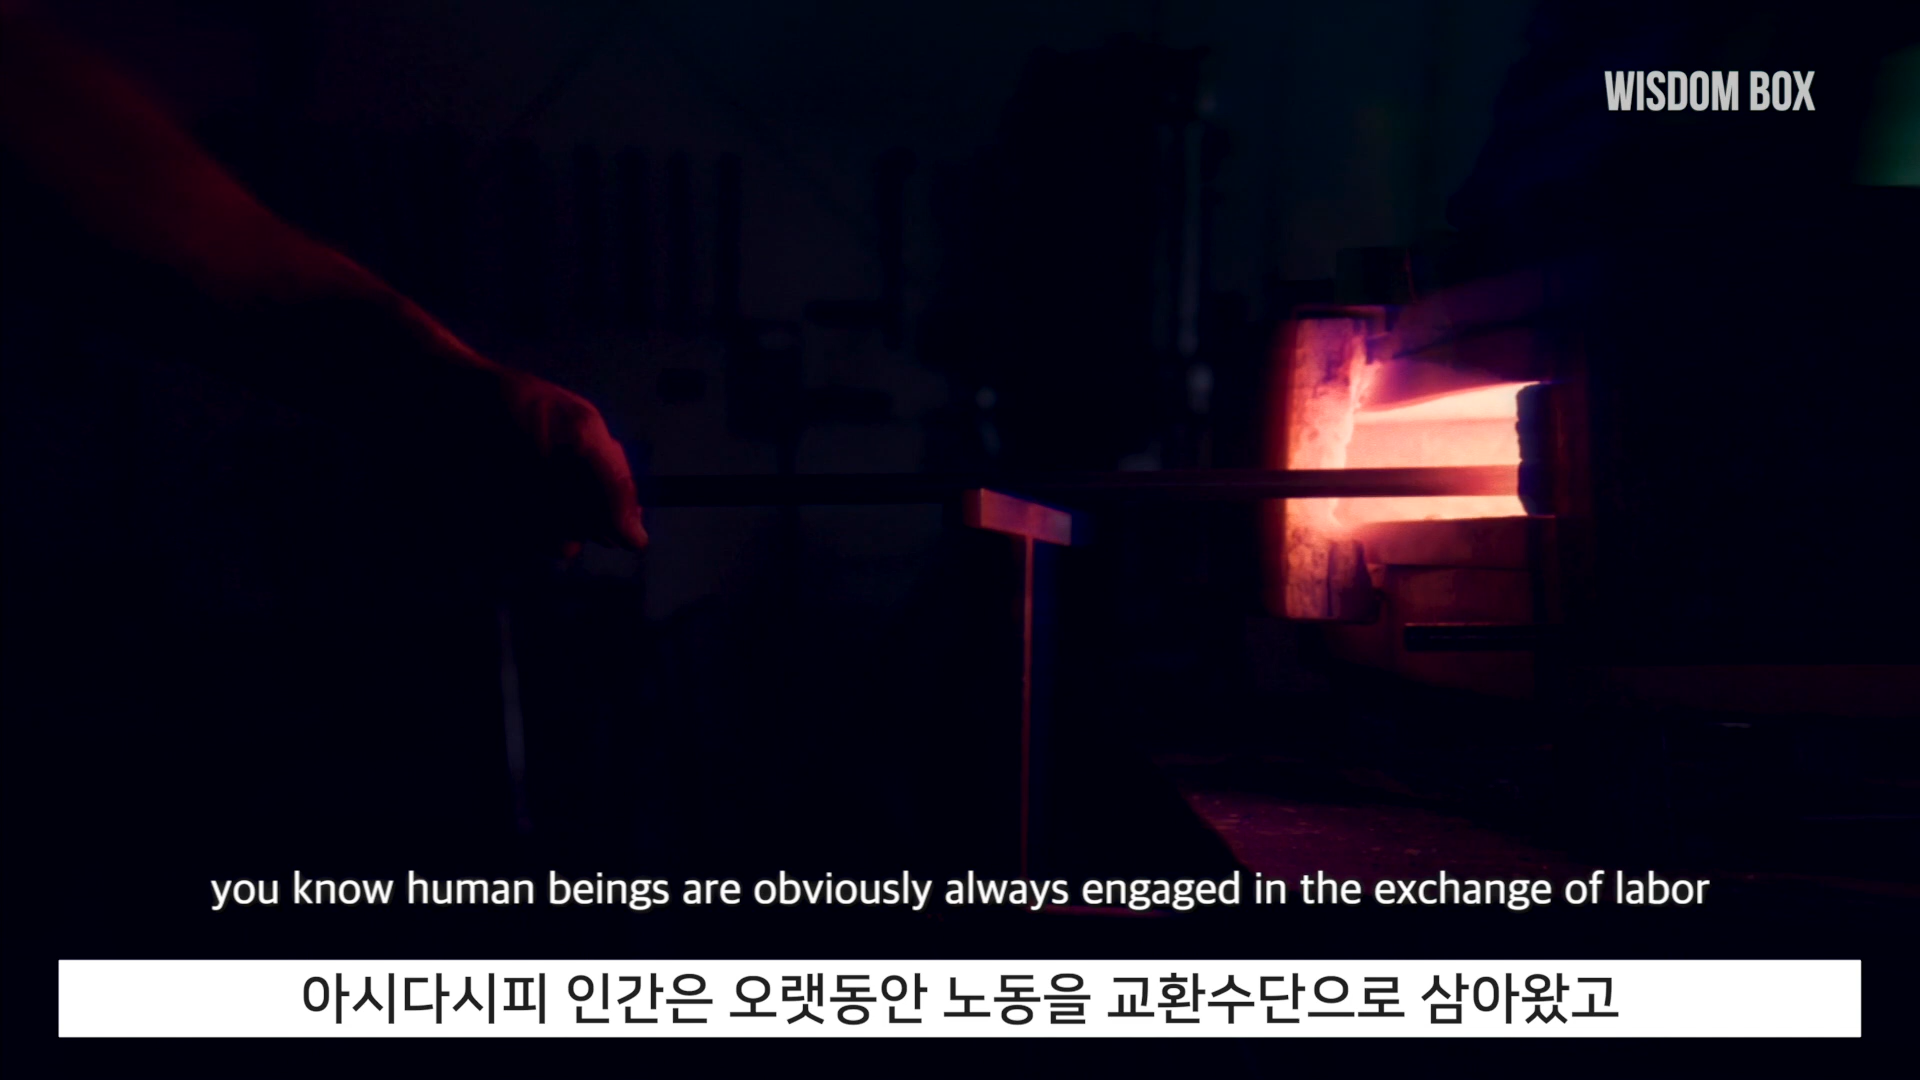 WISDOM BOX
you know human beings are obviously always engaged in the exchange of labor
아시다시피 인간은 오랫동안 노동을 교환수단으로 삼아왔고